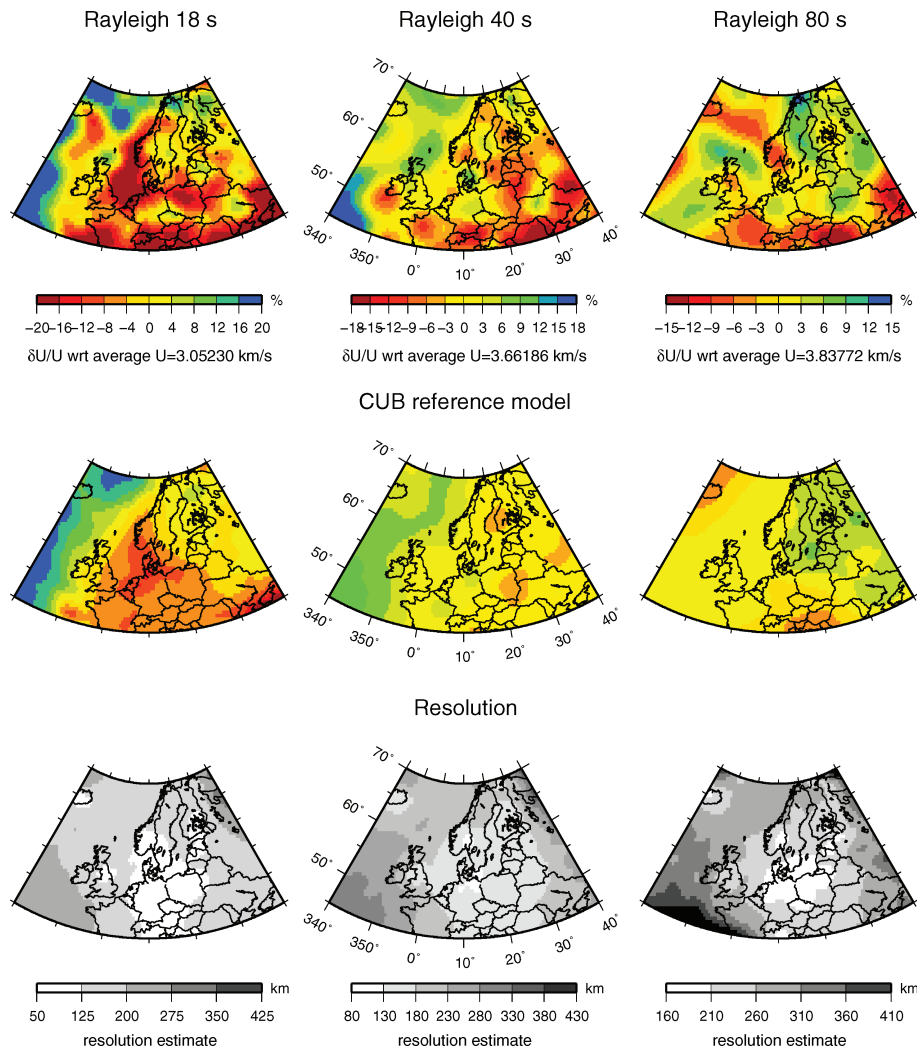 Rayleigh 18 s
Rayleigh 40 s
Rayleigh 80 s
70°
60°
50°
340°
350°
0°
10°
20°
30°
40°
%
−20−16−12 −8 −4 0 4 8 12 16 20
δU/U wrt average U=3.05230 km/s
%
−18−15−12−9 −6 −3 0 3 6 9 12 15 18
δU/U wrt average U=3.66186 km/s
%
−15−12 −9 −6 −3 0 3 6 9 12 15
δU/U wrt average U=3.83772 km/s
CUB reference model
70°
60°
50°
340°
350°
0°
10°
20°
30°
40°
Resolution
70°
60°
50°
340°
350°
0°
10°
20°
30°
40°
km
50 125 200 275 350 425
resolution estimate
km
80 130 180 230 280 330 380 430
resolution estimate
km
160 210 260 310 360 410
resolution estimate